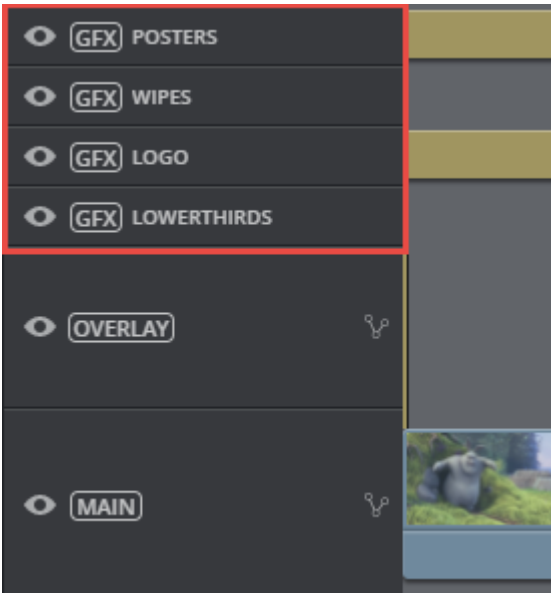 GFX POSTERS
GFX WIPES
GFX LOGO
GFX LOWERTHIRDS
OVERLAY
MAIN